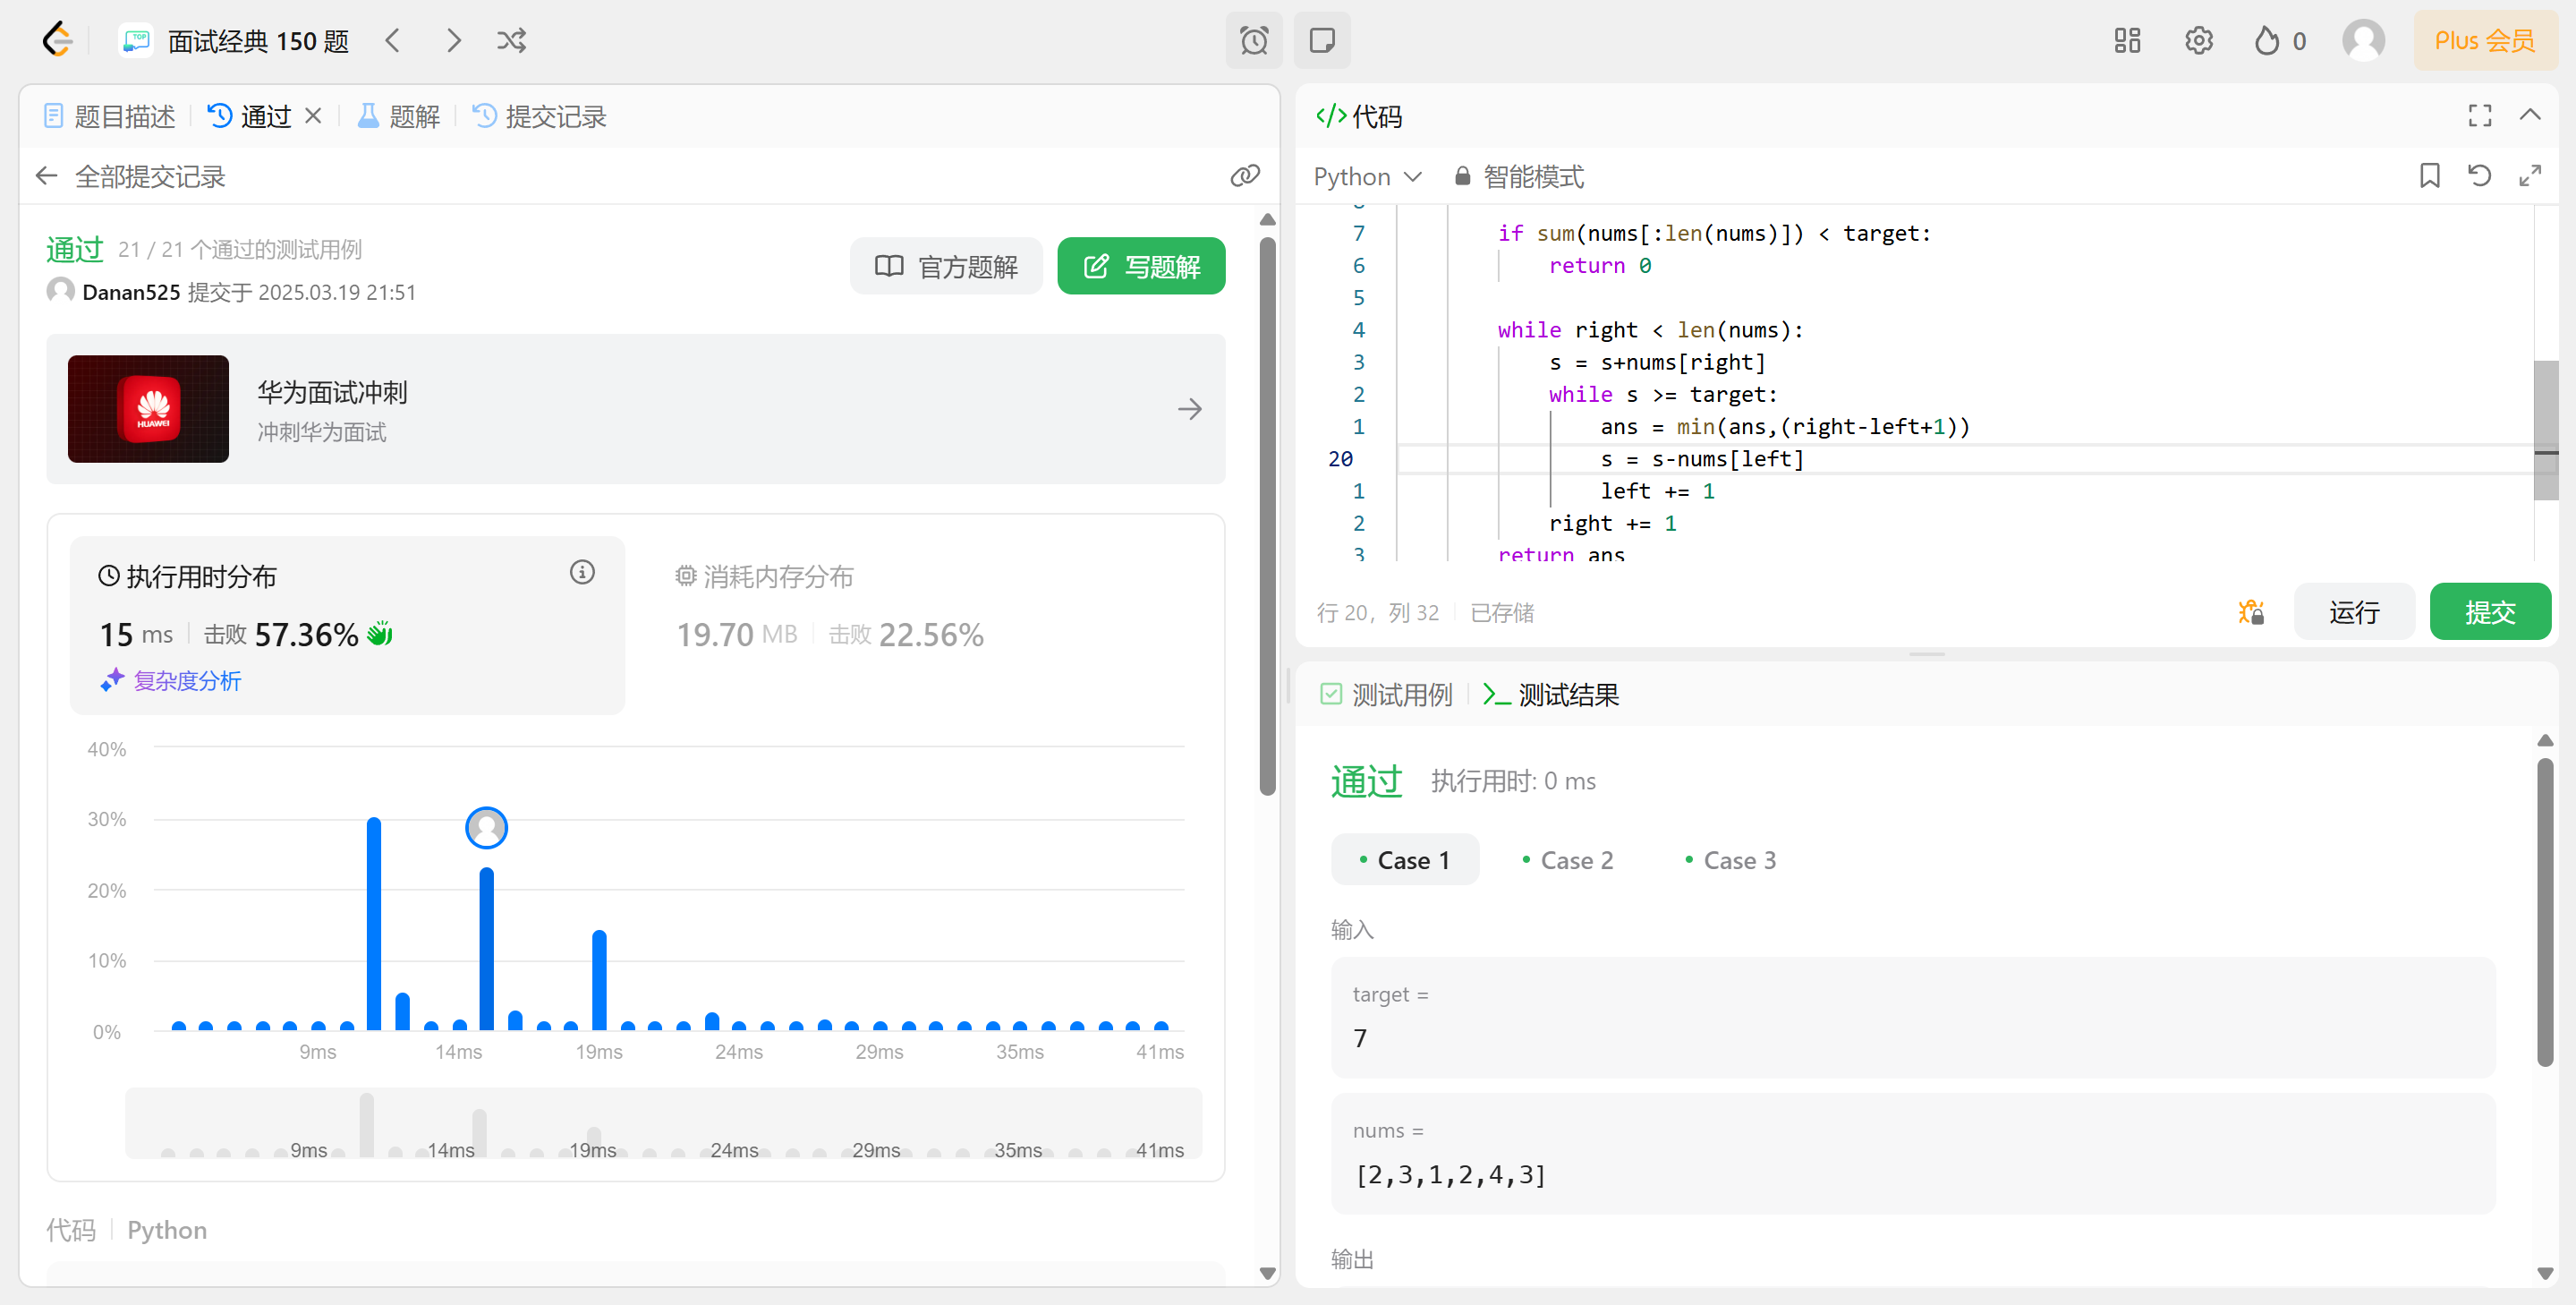 面试经典 150 题
0
Plus 会员
题目描述
通过
题解
提交记录
全部提交记录
通过 21 / 21 个通过的测试用例
Danan525 提交于 2025.03.19 21:51
官方题解
写题解
HUAWEI
华为面试冲刺
冲刺华为面试
执行用时分布
15 ms 击败 57.36%
复杂度分析
消耗内存分布
19.70 MB 击败 22.56%
40%
30%
20%
10%
0%
9ms 14ms 19ms 24ms 29ms 35ms 41ms
9ms 14ms 19ms 24ms 29ms 35ms 41ms
代码 Python
</> 代码
Python 智能模式
7 if sum(nums[:len(nums)]) < target:
6 return 0
5
4 while right < len(nums):
3 s = s+nums[right]
2 while s >= target:
1 ans = min(ans,(right-left+1))
20 s = s-nums[left]
1 left += 1
2 right += 1
3 return ans
行 20, 列 32 已存储
运行
提交
测试用例
测试结果
通过 执行用时: 0 ms
Case 1
Case 2
Case 3
输入
target =
7
nums =
[2,3,1,2,4,3]
输出